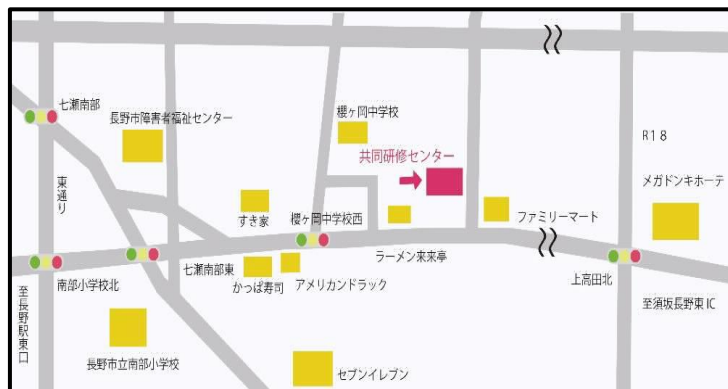 七瀬南部
長野市障害者福祉センター
櫻ヶ岡中学校
共同研修センター
R18
メガドンキホーテ
東通り
すき家
櫻ヶ岡中学校西
ファミリーマート
ラーメン来来亭
七瀬南部東
かっぱ寿司
アメリカンドラック
南部小学校北
上高田北
至長野駅東口
至須坂長野東IC
長野市立南部小学校
セブンイレブン